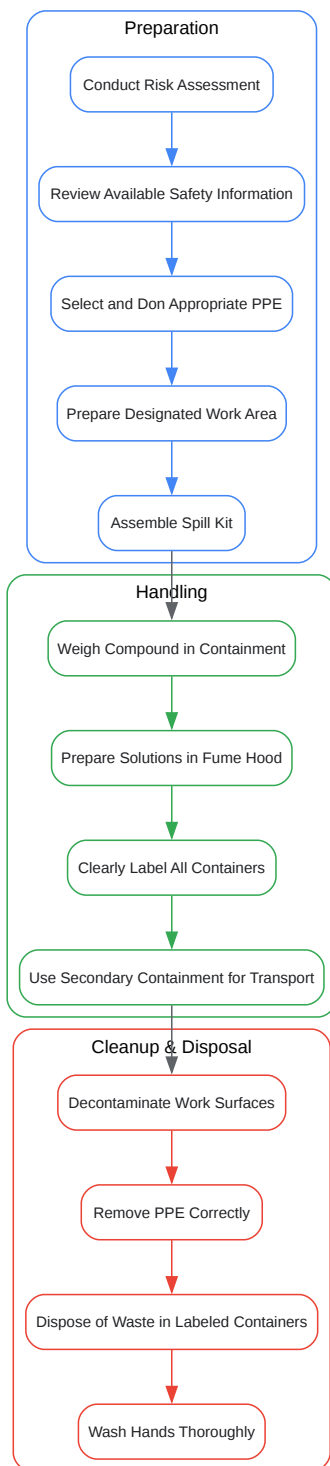 Preparation
Conduct Risk Assessment
Review Available Safety Information
Select and Don Appropriate PPE
Prepare Designated Work Area
Assemble Spill Kit
Handling
Weigh Compound in Containment
Prepare Solutions in Fume Hood
Clearly Label All Containers
Use Secondary Containment for Transport
Cleanup & Disposal
Decontaminate Work Surfaces
Remove PPE Correctly
Dispose of Waste in Labeled Containers
Wash Hands Thoroughly